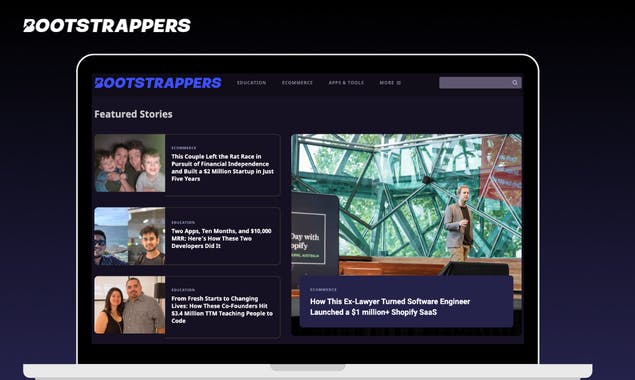 BOOTSTRAPPERS
BOOTSTRAPPERS
EDUCATION
ECOMMERCE
APPS & TOOLS
MORE
Featured Stories
ECOMMERCE
This Couple Left the Rat Race in
Pursuit of Financial Independence
and Built a $2 Million Startup in Just
Five Years
EDUCATION
Two Apps, Ten Months, and $10,000
MRR: Here's How These Two
Developers Did It
EDUCATION
From Fresh Starts to Changing
Lives: How These Co-Founders Hit
$3.4 Million TTM Teaching People to
Code
Day with
opify
ECOMMERCE
How This Ex-Lawyer Turned Software Engineer
Launched a $1 million+ Shopify SaaS